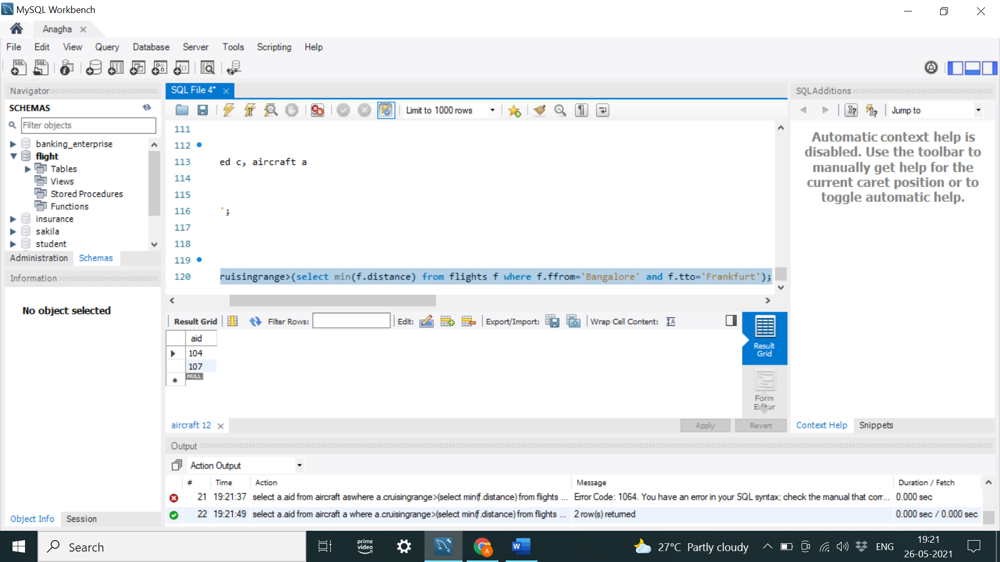 MySQL Workbench
Anagha
File Edit View Query Database Server Tools Scripting Help
Navigator
SCHEMAS
Filter objects
banking_enterprise
flight
Tables
Views
Stored Procedures
Functions
insurance
sakila
student
Administration Schemas
Information
No object selected
Object Info Session
SQL File 4*
Limit to 1000 rows
111
112
113 ed c, aircraft a
114
115
116 ';
117
118
119
120 ruisingrange>(select min(f.distance) from flights f where f.ffrom='Bangalore' and f.tto='Frankfurt');
Result Grid Filter Rows: Edit: Export/Import: Wrap Cell Content:
aid
104
107
NULL
Result
Grid
Form
Editor
aircraft 12
Apply Revert
SQLAdditions
Jump to
Automatic context help is
disabled. Use the toolbar to
manually get help for the
current caret position or to
toggle automatic help.
Context Help Snippets
Output
Action Output
# Time Action Message Duration / Fetch
21 19:21:37 select a.aid from aircraft aswhere a.cruisingrange>(select min(f.distance) from flights ... Error Code: 1064. You have an error in your SQL syntax; check the manual that corr... 0.000 sec
22 19:21:49 select a.aid from aircraft a where a.cruisingrange>(select min(f.distance) from flights ... 2 row(s) returned 0.000 sec / 0.000 sec
Search
prime
video
27°C Partly cloudy
ENG
19:21
26-05-2021